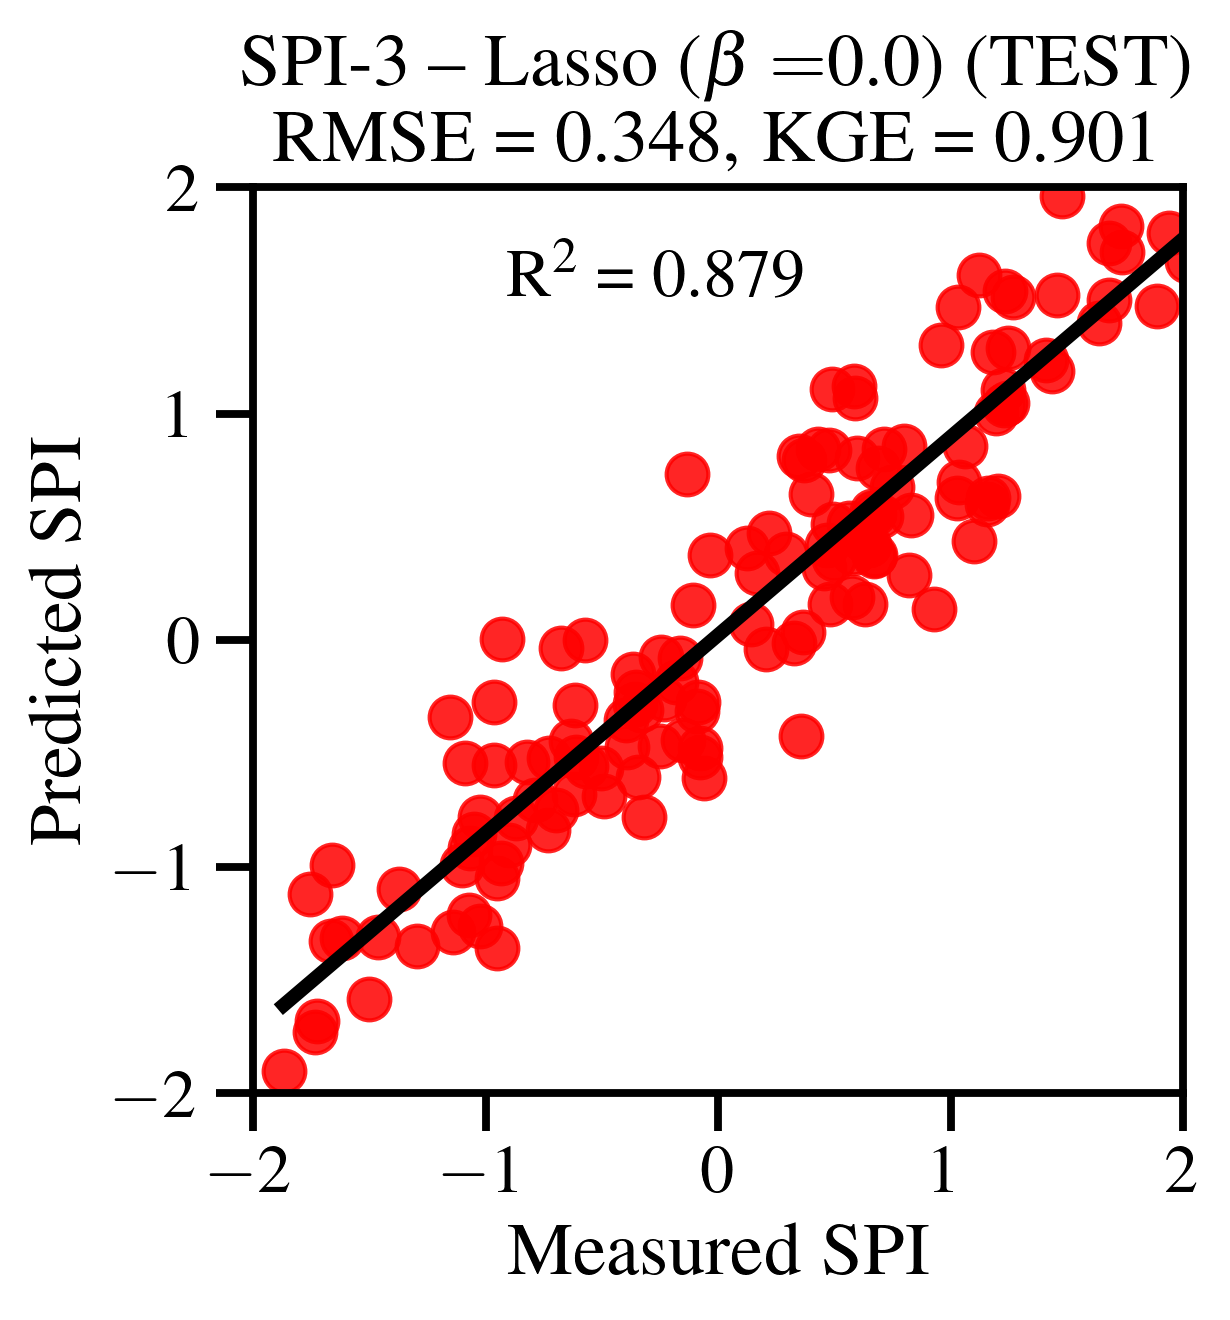 SPI-3 – Lasso (β =0.0) (TEST)
RMSE = 0.348, KGE = 0.901
R² = 0.879
Predicted SPI
2
1
0
−1
−2
−2 −1 0 1 2
Measured SPI